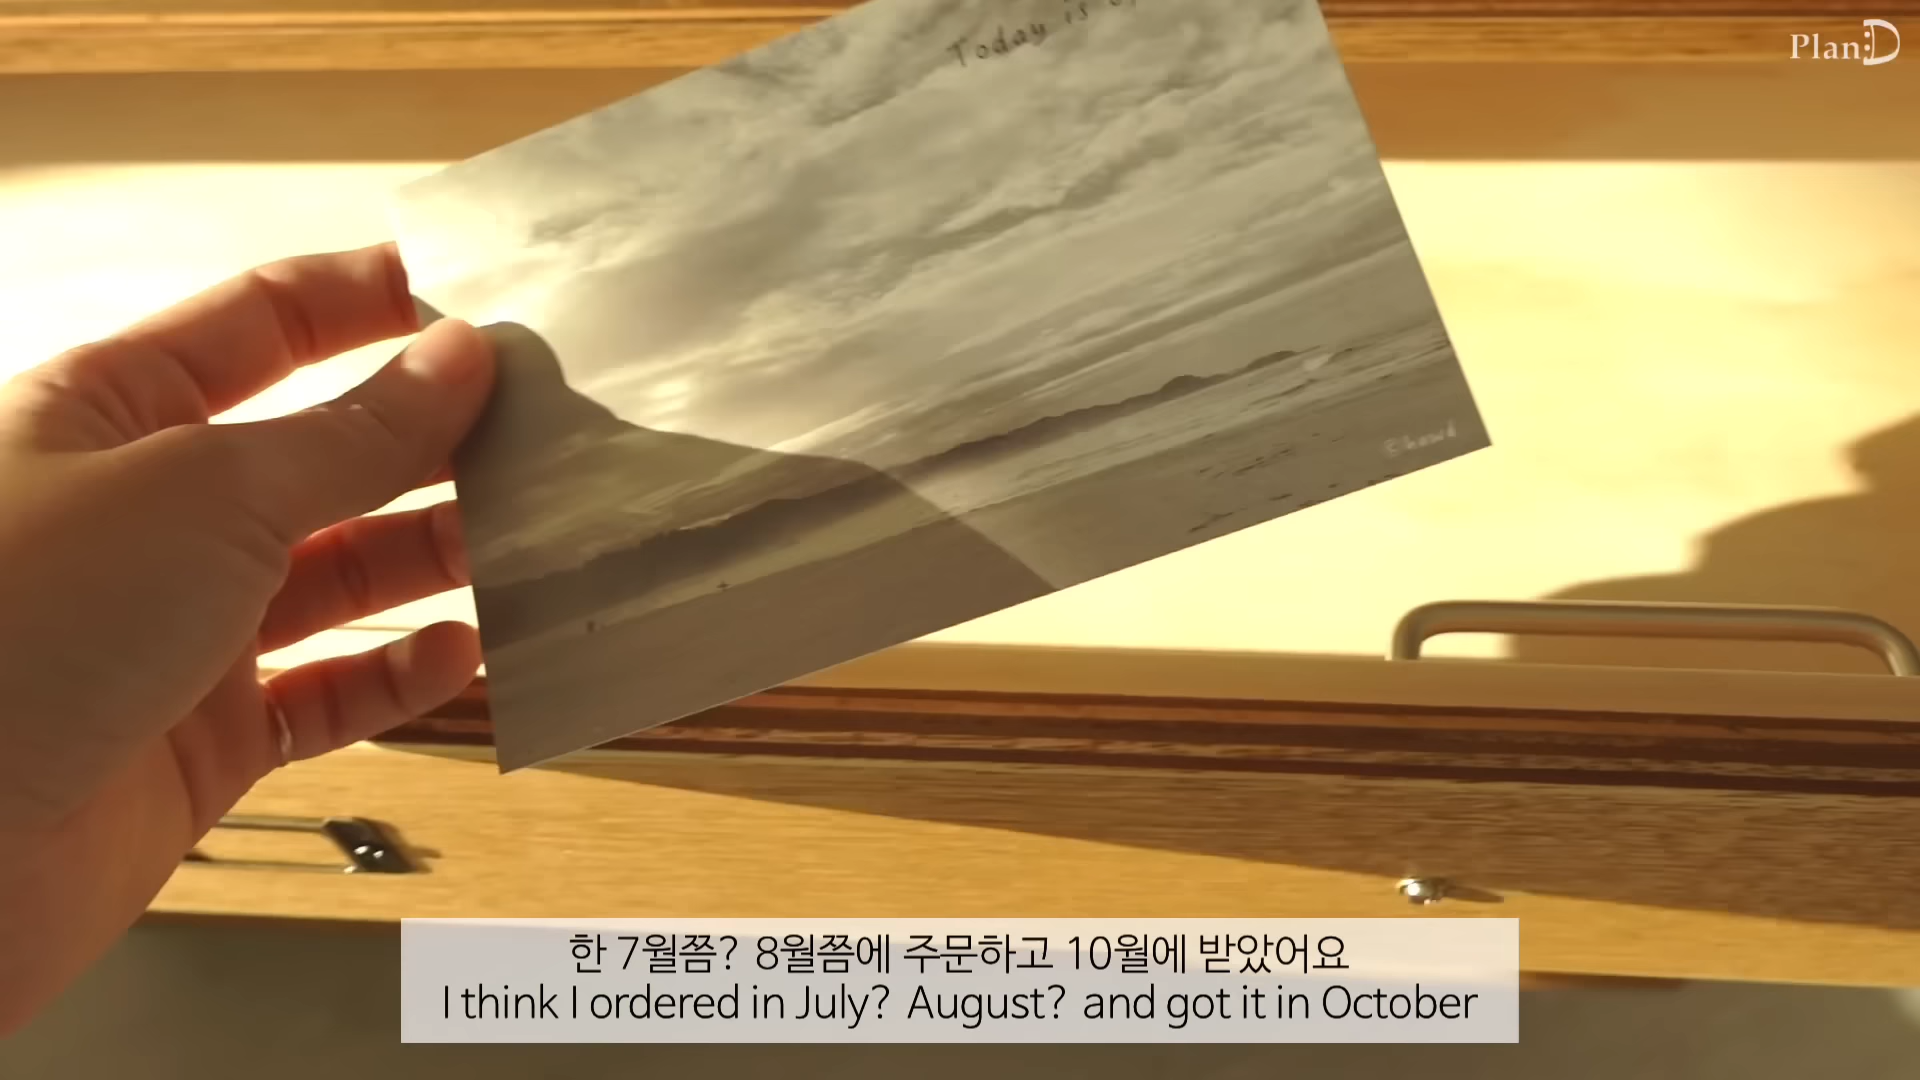 Plan:D
Today is
한 7월쯤? 8월쯤에 주문하고 10월에 받았어요
I think I ordered in July? August? and got it in October